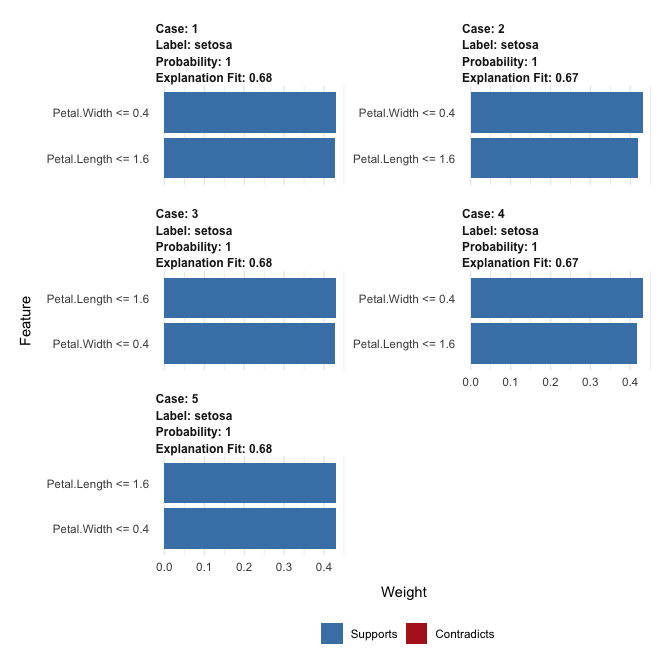 Case: 1
Label: setosa
Probability: 1
Explanation Fit: 0.68
Petal.Width <= 0.4
Petal.Length <= 1.6
Case: 2
Label: setosa
Probability: 1
Explanation Fit: 0.67
Petal.Width <= 0.4
Petal.Length <= 1.6
Case: 3
Label: setosa
Probability: 1
Explanation Fit: 0.68
Petal.Length <= 1.6
Petal.Width <= 0.4
Case: 4
Label: setosa
Probability: 1
Explanation Fit: 0.67
Petal.Width <= 0.4
Petal.Length <= 1.6
0.0 0.1 0.2 0.3 0.4
Feature
Case: 5
Label: setosa
Probability: 1
Explanation Fit: 0.68
Petal.Length <= 1.6
Petal.Width <= 0.4
0.0 0.1 0.2 0.3 0.4
Weight
Supports Contradicts